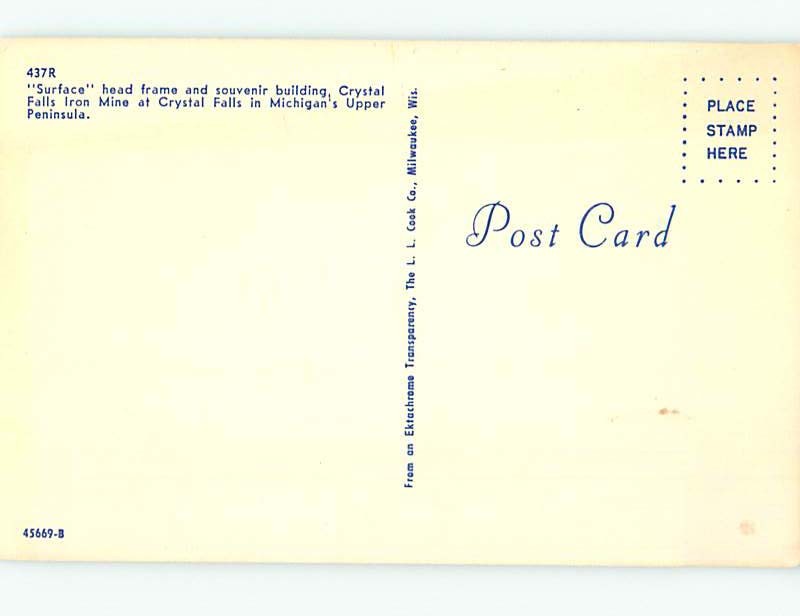 437R
"Surface" head frame and souvenir building, Crystal
Falls Iron Mine at Crystal Falls in Michigan's Upper
Peninsula.
From an Ektachrome Transparency, The L. L. Cook Co., Milwaukee, Wis.
PLACE
STAMP
HERE
Post Card
45669-B